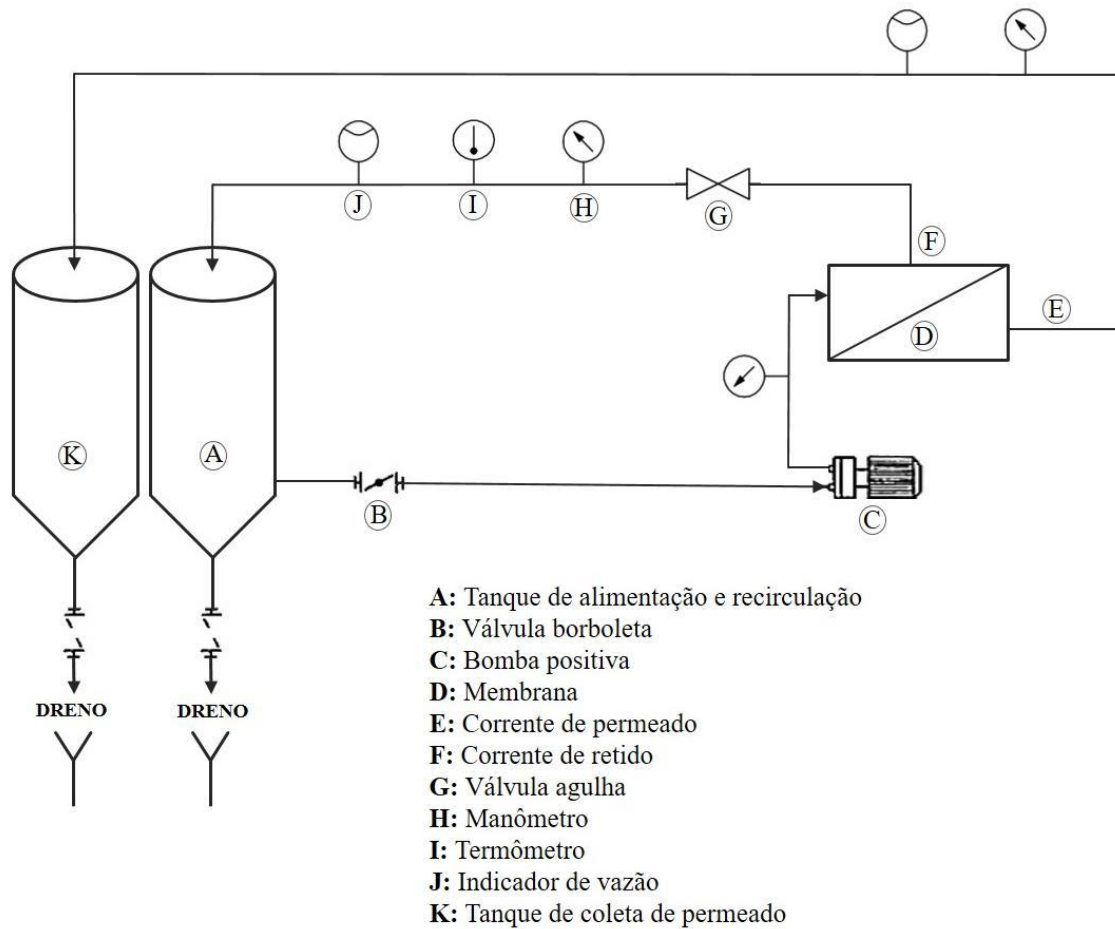 J
I
H
G
F
E
D
K
A
B
C
DRENO
DRENO
A: Tanque de alimentação e recirculação
B: Válvula borboleta
C: Bomba positiva
D: Membrana
E: Corrente de permeado
F: Corrente de retido
G: Válvula agulha
H: Manômetro
I: Termômetro
J: Indicador de vazão
K: Tanque de coleta de permeado